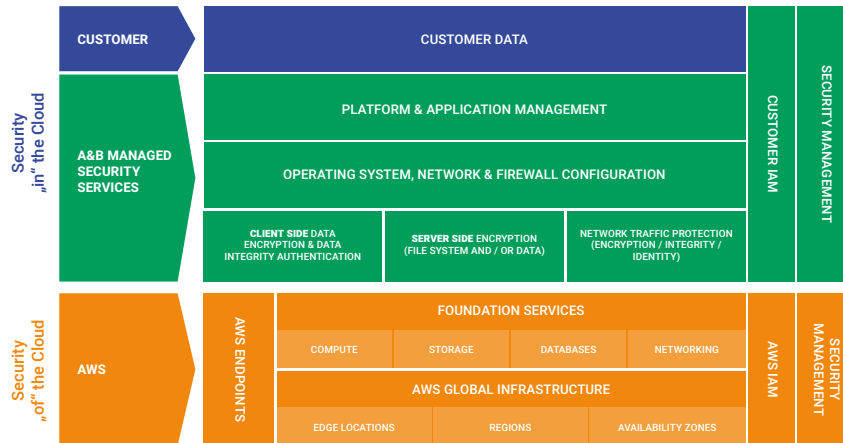 Security
„in“ the Cloud
CUSTOMER
CUSTOMER DATA
A&B MANAGED
SECURITY
SERVICES
PLATFORM & APPLICATION MANAGEMENT
OPERATING SYSTEM, NETWORK & FIREWALL CONFIGURATION
CLIENT SIDE DATA
ENCRYPTION & DATA
INTEGRITY AUTHENTICATION
SERVER SIDE ENCRYPTION
(FILE SYSTEM AND / OR DATA)
NETWORK TRAFFIC PROTECTION
(ENCRYPTION / INTEGRITY /
IDENTITY)
CUSTOMER IAM
SECURITY MANAGEMENT
Security
„of“ the Cloud
AWS
AWS ENDPOINTS
FOUNDATION SERVICES
COMPUTE
STORAGE
DATABASES
NETWORKING
AWS GLOBAL INFRASTRUCTURE
EDGE LOCATIONS
REGIONS
AVAILABILITY ZONES
AWS IAM
SECURITY
MANAGEMENT